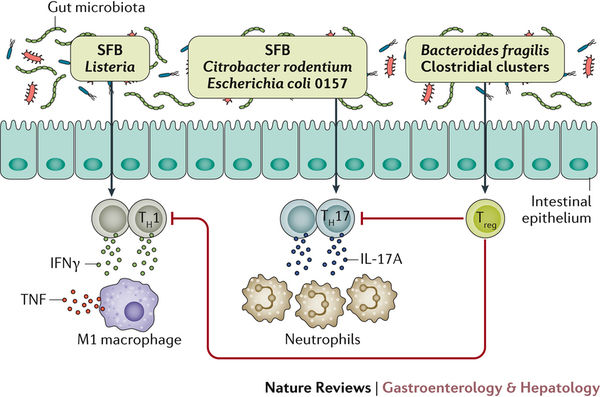 Gut microbiota
SFB
Listeria
SFB
Citrobacter rodentium
Escherichia coli 0157
Bacteroides fragilis
Clostridial clusters
Intestinal
epithelium
TH1
TH17
Treg
IFNγ
IL-17A
TNF
M1 macrophage
Neutrophils
Nature Reviews | Gastroenterology & Hepatology